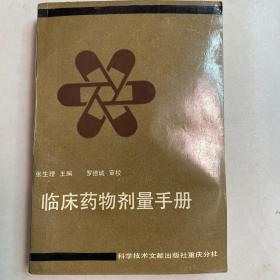 张生理 主编 罗德诚 审校
临床药物剂量手册
科学技术文献出版社重庆分社